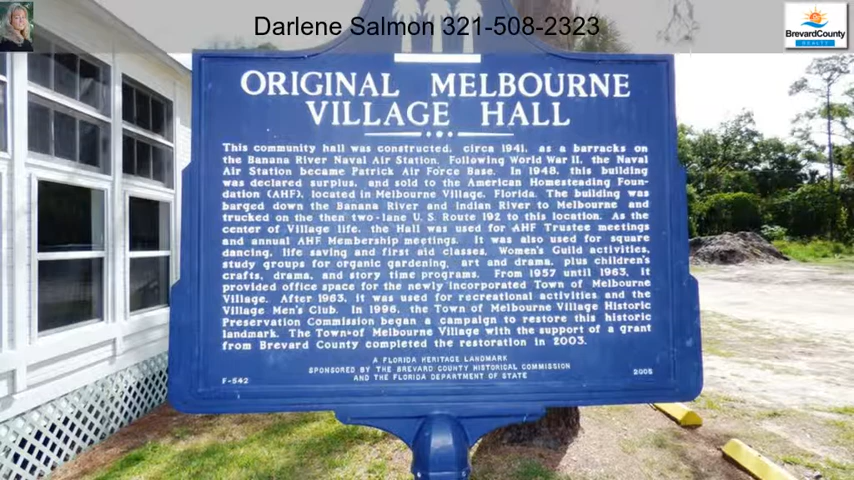 Darlene Salmon 321-508-2323
BrevardCounty
REALTY
ORIGINAL MELBOURNE
VILLAGE HALL
This community hall was constructed, circa 1941, as a barracks on
the Banana River Naval Air Station. Following World War II, the Naval
Air Station became Patrick Air Force Base. In 1948, this building
was declared surplus, and sold to the American Homesteading Foun-
dation (AHF), located in Melbourne Village, Florida. The building was
barged down the Banana River and Indian River to Melbourne and
trucked on the then two-lane U.S. Route 192 to this location. As the
center of Village life, the Hall was used for AHF Trustee meetings
and annual AHF Membership meetings. It was also used for square
dancing, life saving and first aid classes, Women's Guild activities,
study groups for organic gardening, art and drama, plus children's
crafts, drama, and story time programs. From 1957 until 1963, it
provided office space for the newly incorporated Town of Melbourne
Village. After 1963, it was used for recreational activities and the
Village Men's Club. In 1996, the Town of Melbourne Village Historic
Preservation Commission began a campaign to restore this historic
landmark. The Town of Melbourne Village with the support of a grant
from Brevard County completed the restoration in 2003.
A FLORIDA HERITAGE LANDMARK
SPONSORED BY THE BREVARD COUNTY HISTORICAL COMMISSION
AND THE FLORIDA DEPARTMENT OF STATE
F-542
2005